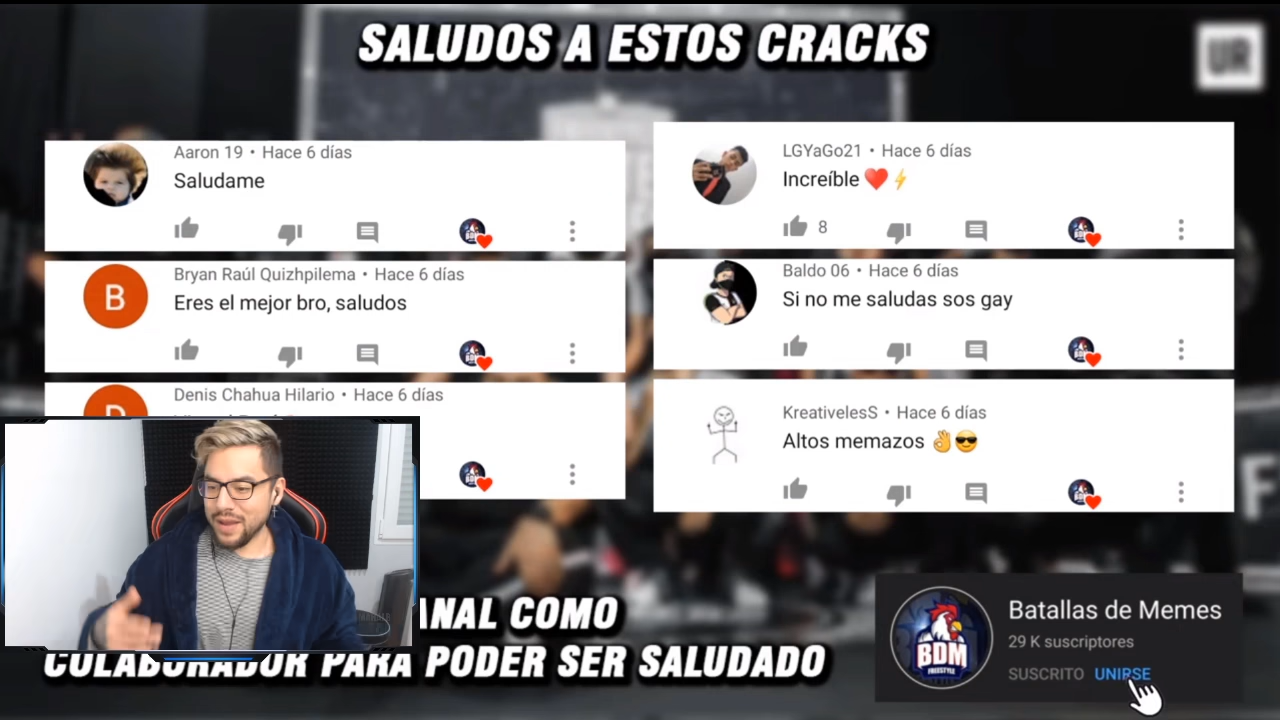 SALUDOS A ESTOS CRACKS
UR
Aaron 19 • Hace 6 días
Saludame
Bryan Raúl Quizhpilema • Hace 6 días
B
Eres el mejor bro, saludos
Denis Chahua Hilario • Hace 6 días
LGYaGo21 • Hace 6 días
Increíble ❤️⚡
8
Baldo 06 • Hace 6 días
Si no me saludas sos gay
KreativelesS • Hace 6 días
Altos memazos 👌😎
ANAL COMO
COLABORADOR PARA PODER SER SALUDADO
BDM
FREESTYLE
Batallas de Memes
29 K suscriptores
SUSCRITO UNIRSE